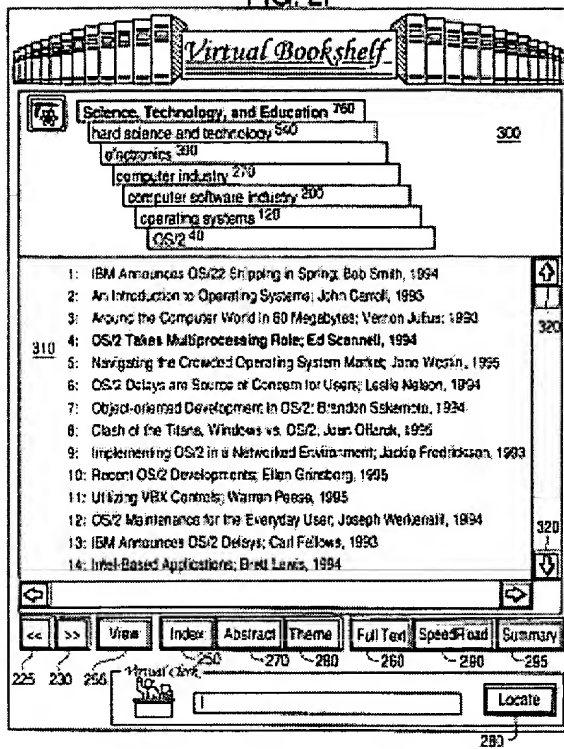 FIG. 2f
Virtual Bookshelf
Science, Technology, and Education 760
hard science and technology 540
electronics 390
computer industry 270
computer software industry 200
operating systems 120
OS/2 40
300
1: IBM Announces OS/22 Shipping in Spring; Bob Smith, 1994
2: An Introduction to Operating Systems; John Carroll, 1995
3: Around the Computer World in 80 Megabytes; Vernon 1993
310
4: OS/2 Takes Multiprocessing Role; Ed Scannell, 1994
5: Navigating the Crowded Operating System Market; Jane 1995
6: OS/2 Delays are Source of Concern for Users; Leslie Nelson, 1994
7: Object-oriented Development in OS/2; Brandon Sakamoto, 1994
8: Clash of the Titans, Windows vs. OS/2; 1995
9: Implementing OS/2 in a Networked Environment; Jackie Fredrickson, 1993
10: Recent OS/2 Developments; Ellen Grinsberg, 1995
11: Utilizing VBX Controls; Warren Peese, 1995
12: OS/2 Maintenance for the Everyday User; Joseph 1994
13: IBM Announces OS/2 Delays; Carl Fellows, 1993
14: Intel-Based Applications; Brett Lewis, 1994
320
320
<< >> View Index Abstract Theme Full Text SpeedRead Summary
225 230 255 250 270 280 260 290 295
Virtual Clerk
Locate